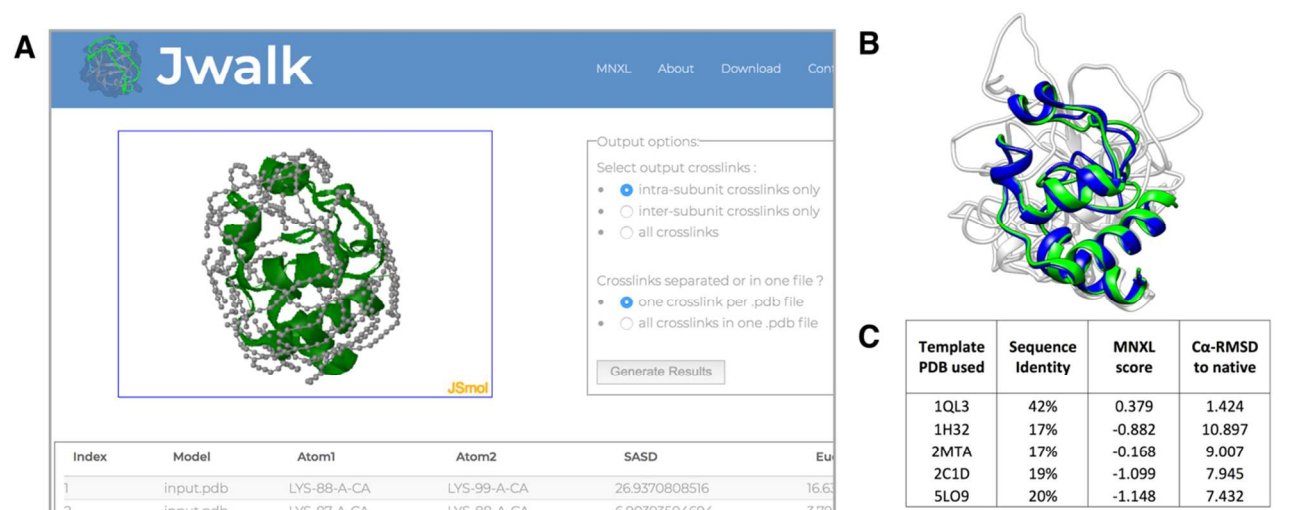 A
Jwalk
MNXL About Download Con
Output options:
Select output crosslinks :
intra-subunit crosslinks only
inter-subunit crosslinks only
all crosslinks
Crosslinks separated or in one file ?
one crosslink per .pdb file
all crosslinks in one .pdb file
Generate Results
JSmol
Index Model Atom1 Atom2 SASD Eu
1 input.pdb LYS-88-A-CA LYS-99-A-CA 26.9370808516 16.63
B
C
Template PDB used Sequence Identity MNXL score Cα-RMSD to native
1QL3 42% 0.379 1.424
1H32 17% -0.882 10.897
2MTA 17% -0.168 9.007
2C1D 19% -1.099 7.945
5LO9 20% -1.148 7.432